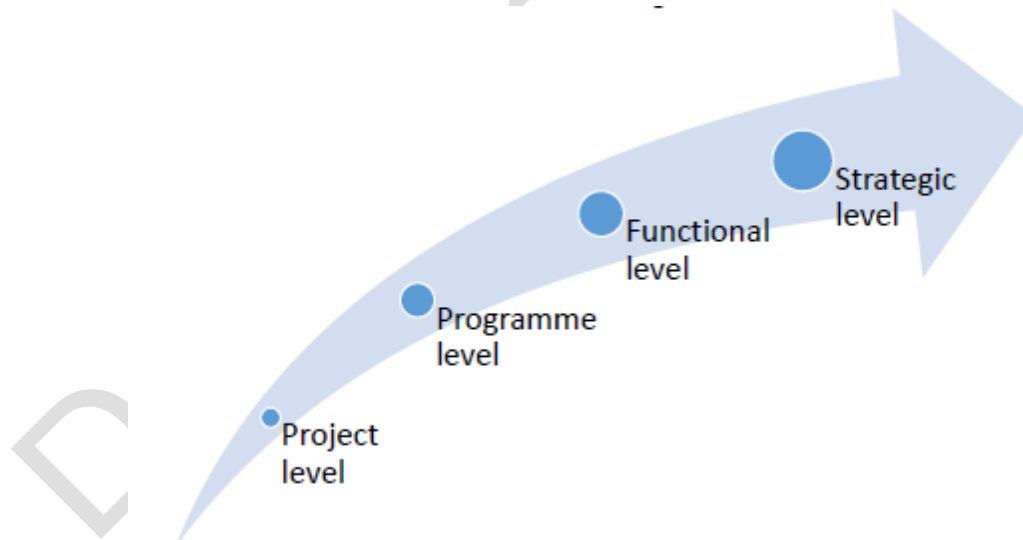 Strategic
level
Functional
level
Programme
level
Project
level